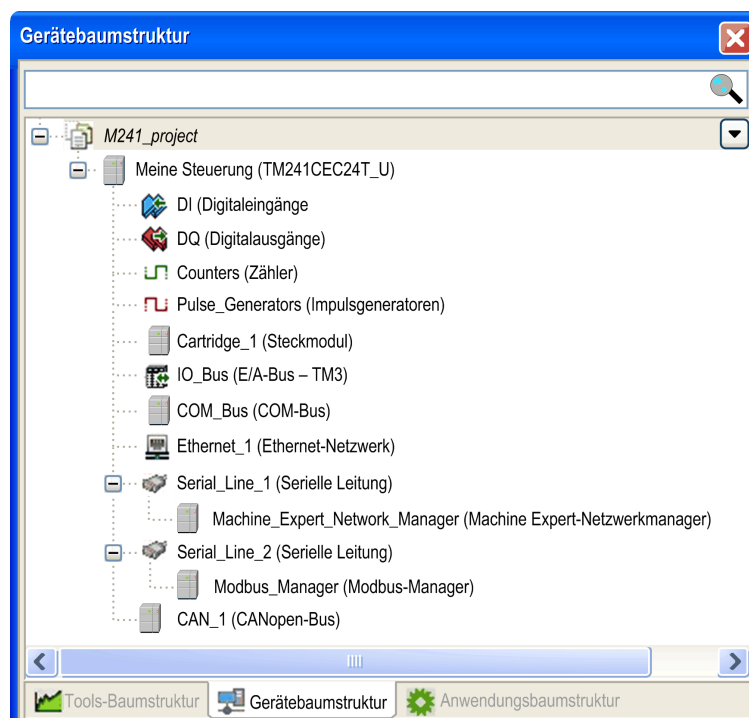 Gerätebaumstruktur
M241_project
Meine Steuerung (TM241CEC24T_U)
DI (Digitaleingänge
DQ (Digitalausgänge)
Counters (Zähler)
Pulse_Generators (Impulsgeneratoren)
Cartridge_1 (Steckmodul)
IO_Bus (E/A-Bus – TM3)
COM_Bus (COM-Bus)
Ethernet_1 (Ethernet-Netzwerk)
Serial_Line_1 (Serielle Leitung)
Machine_Expert_Network_Manager (Machine Expert-Netzwerkmanager)
Serial_Line_2 (Serielle Leitung)
Modbus_Manager (Modbus-Manager)
CAN_1 (CANopen-Bus)
Tools-Baumstruktur Gerätebaumstruktur Anwendungsbaumstruktur